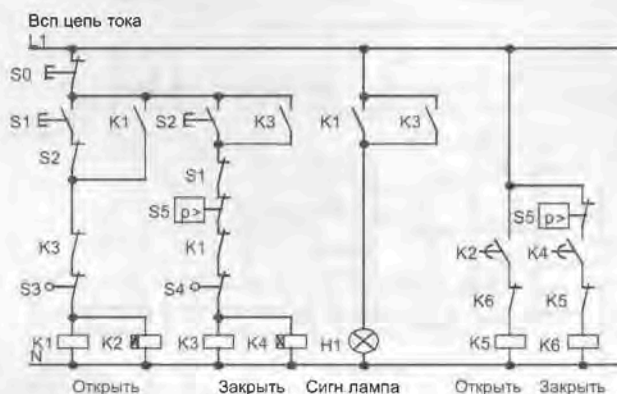 Всп цепь тока
L1
S0
S1
K1
S2
K3
K1
K3
S2
S1
S5
p>
S5
p>
K3
K1
K2
K4
S3
S4
K6
K5
K1
K2
K3
K4
H1
K5
K6
N
Открыть
Закрыть
Сигн.лампа
Открыть
Закрыть